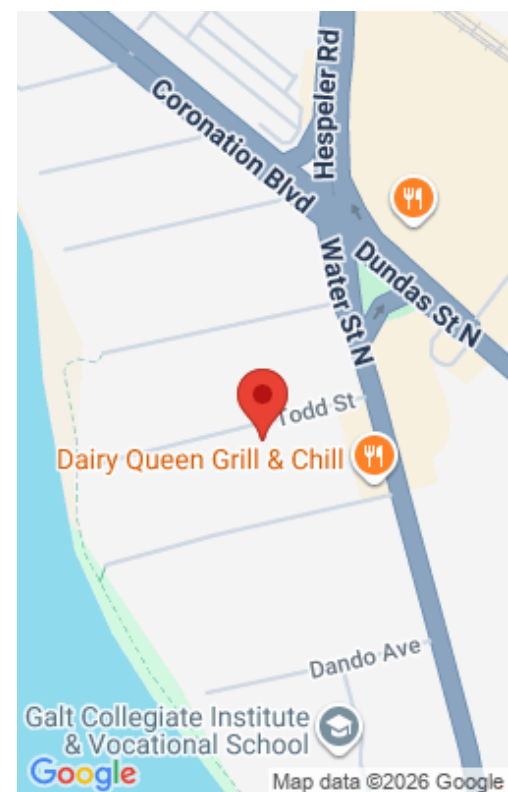 Hespeler Rd
Coronation Blvd
Dundas St N
Water St N
Todd St
Dairy Queen Grill & Chill
Dando Ave
Galt Collegiate Institute
& Vocational School
Google
Map data ©2026 Google